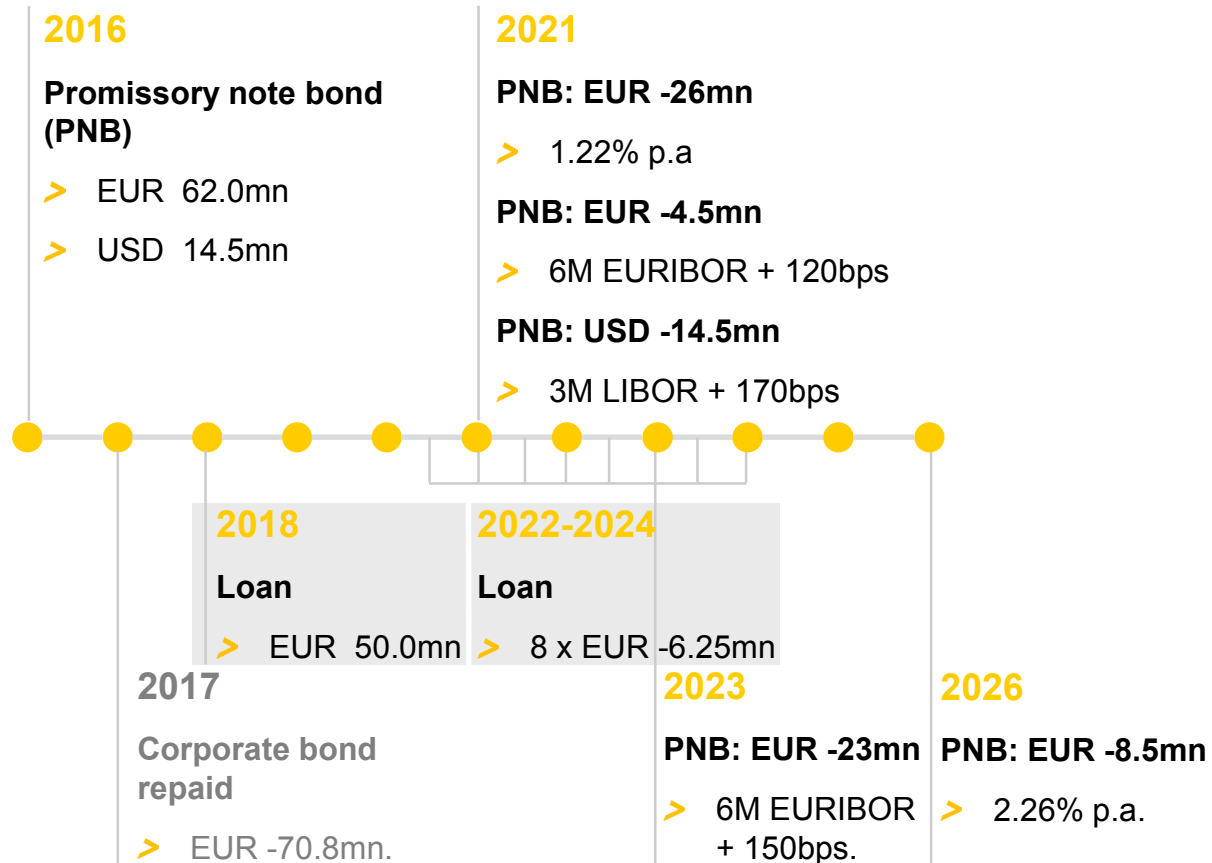 2016
Promissory note bond
(PNB)
> EUR 62.0mn
> USD 14.5mn
2021
PNB: EUR -26mn
> 1.22% p.a
PNB: EUR -4.5mn
> 6M EURIBOR + 120bps
PNB: USD -14.5mn
> 3M LIBOR + 170bps
2018
Loan
> EUR 50.0mn
2022-2024
Loan
> 8 x EUR -6.25mn
2017
Corporate bond
repaid
> EUR -70.8mn.
2023
PNB: EUR -23mn
> 6M EURIBOR
+ 150bps.
2026
PNB: EUR -8.5mn
> 2.26% p.a.